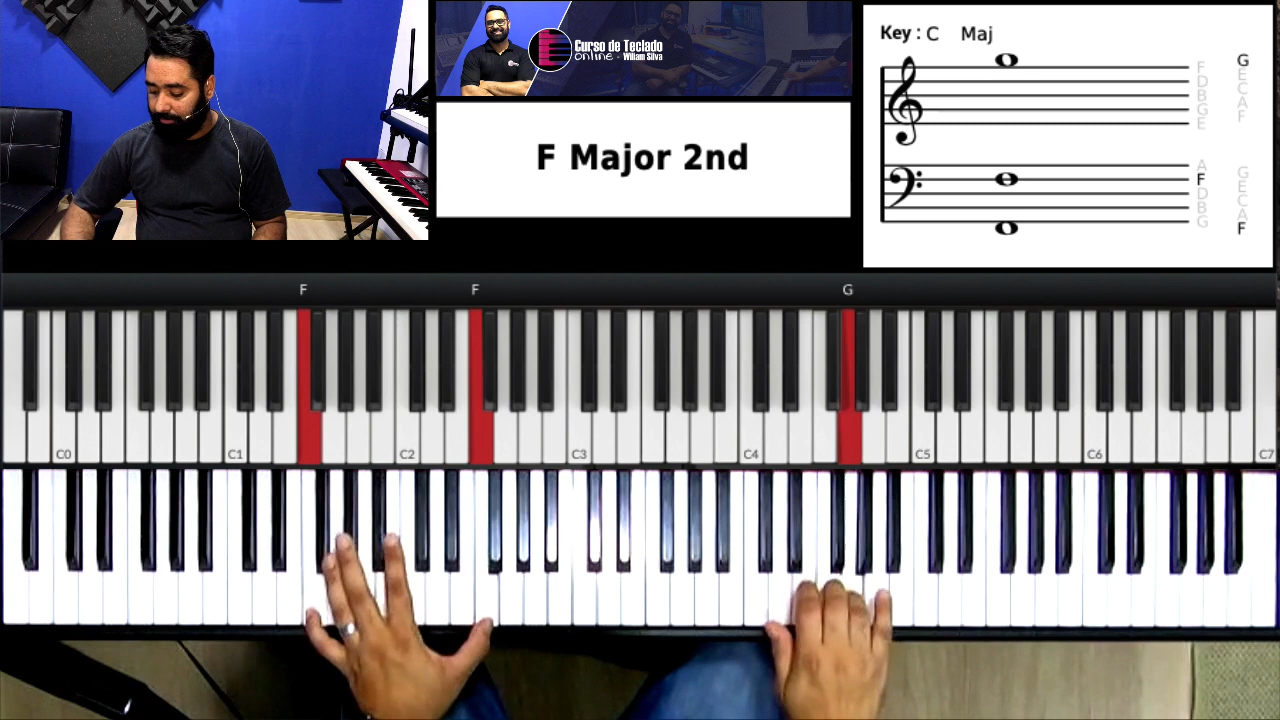 Curso de Teclado
online - Wiliam Silva
F Major 2nd
Key : C Maj
G
F
E
D
C
B
A
G
F
E
A
G
F
E
D
C
B
A
G
F
F F G
C0 C1 C2 C3 C4 C5 C6 C7